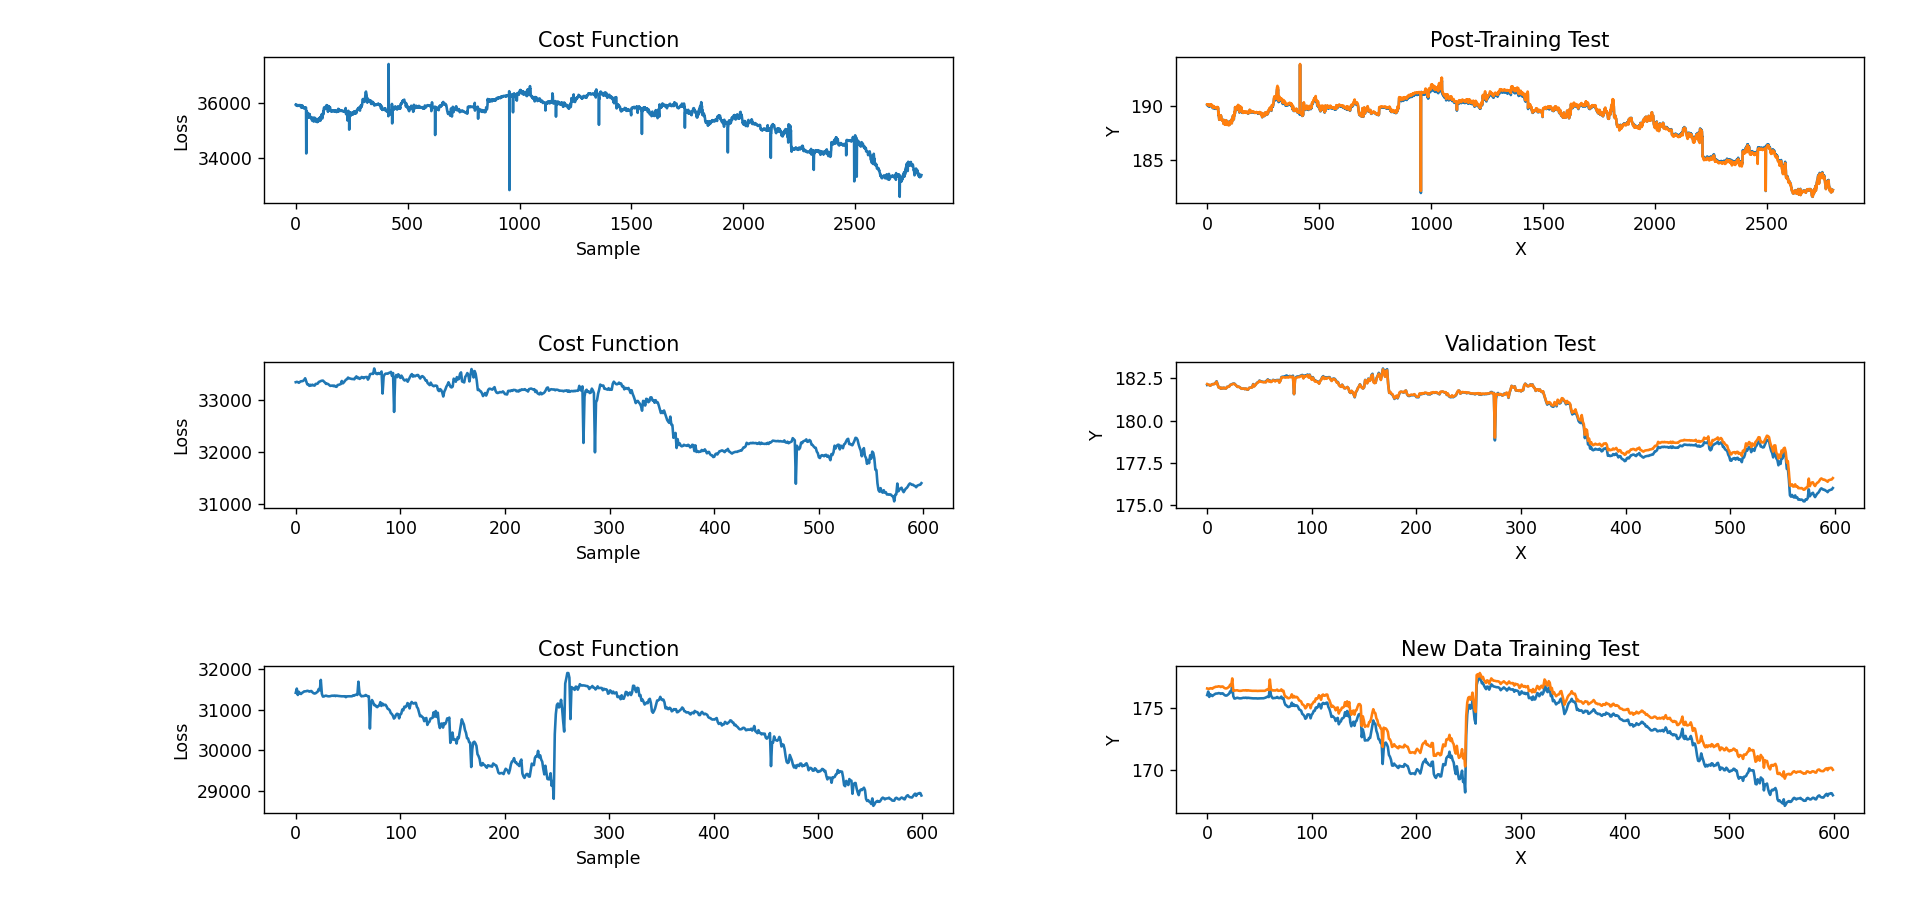 Cost Function
Loss
36000
34000
0 500 1000 1500 2000 2500
Sample
Post-Training Test
Y
190
185
0 500 1000 1500 2000 2500
X
Cost Function
Loss
33000
32000
31000
0 100 200 300 400 500 600
Sample
Validation Test
Y
182.5
180.0
177.5
175.0
0 100 200 300 400 500 600
X
Cost Function
Loss
32000
31000
30000
29000
0 100 200 300 400 500 600
Sample
New Data Training Test
Y
175
170
0 100 200 300 400 500 600
X